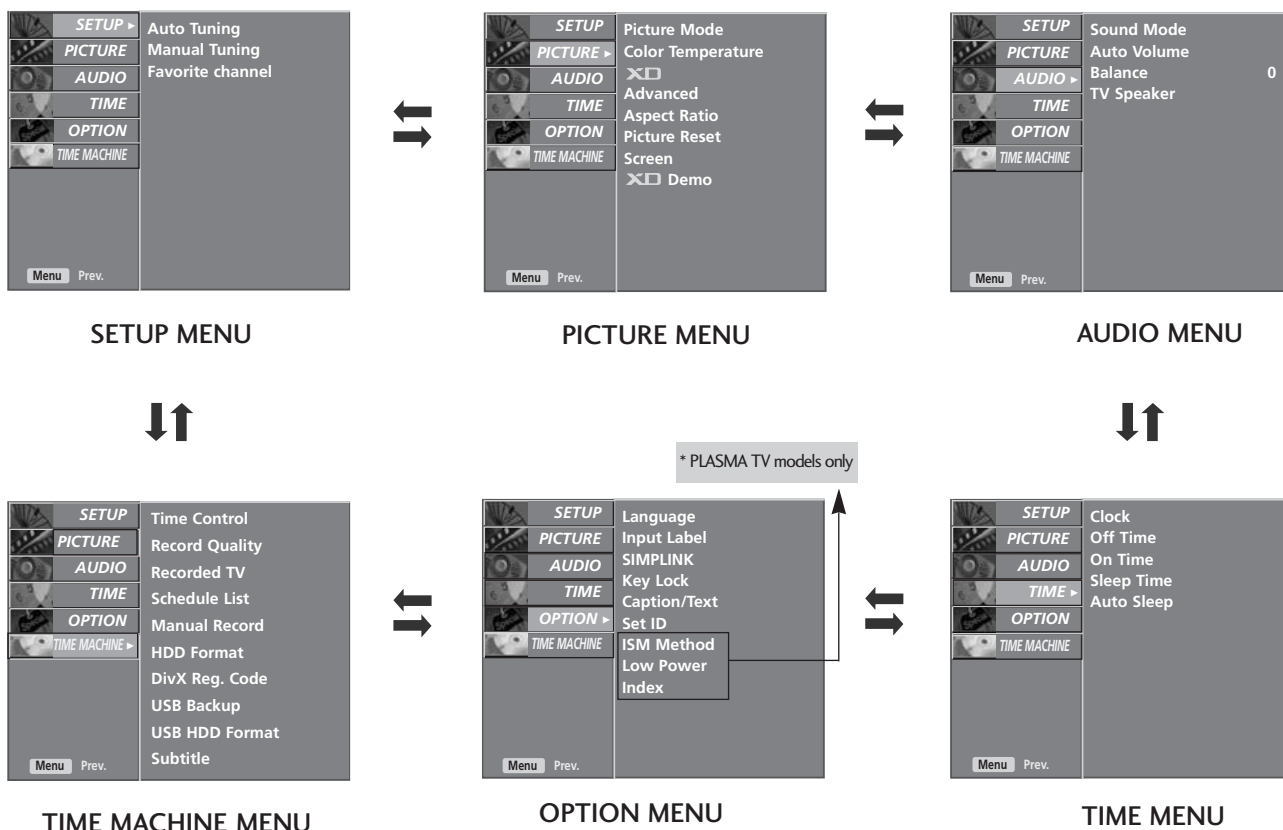 SETUP
PICTURE
AUDIO
TIME
OPTION
TIME MACHINE
Auto Tuning
Manual Tuning
Favorite channel
Menu Prev.
SETUP MENU
SETUP
PICTURE
AUDIO
TIME
OPTION
TIME MACHINE
Picture Mode
Color Temperature
XD
Advanced
Aspect Ratio
Picture Reset
Screen
XD Demo
Menu Prev.
PICTURE MENU
SETUP
PICTURE
AUDIO
TIME
OPTION
TIME MACHINE
Sound Mode
Auto Volume
Balance 0
TV Speaker
Menu Prev.
AUDIO MENU
SETUP
PICTURE
AUDIO
TIME
OPTION
TIME MACHINE
Time Control
Record Quality
Recorded TV
Schedule List
Manual Record
HDD Format
DivX Reg. Code
USB Backup
USB HDD Format
Subtitle
Menu Prev.
TIME MACHINE MENU
* PLASMA TV models only
SETUP
PICTURE
AUDIO
TIME
OPTION
TIME MACHINE
Language
Input Label
SIMPLINK
Key Lock
Caption/Text
Set ID
ISM Method
Low Power
Index
Menu Prev.
OPTION MENU
SETUP
PICTURE
AUDIO
TIME
OPTION
TIME MACHINE
Clock
Off Time
On Time
Sleep Time
Auto Sleep
Menu Prev.
TIME MENU